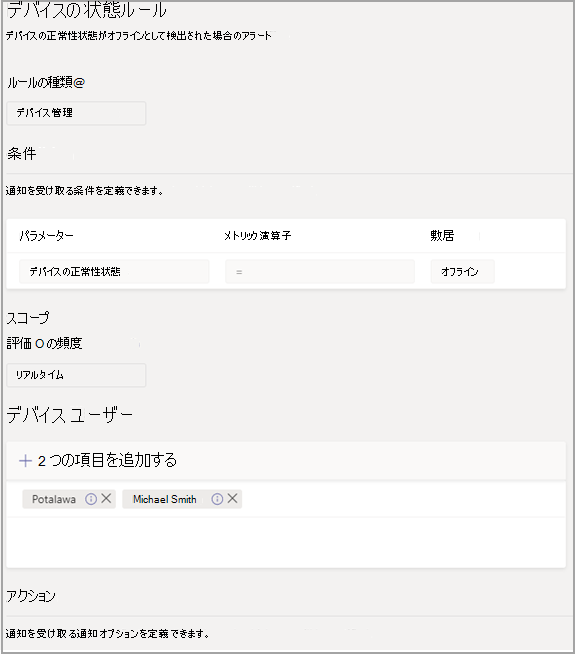 デバイスの状態ルール
デバイスの正常性状態がオフラインとして検出された場合のアラート
ルールの種類@
デバイス管理
条件
通知を受け取る条件を定義できます。
パラメーター メトリック演算子 敷居
デバイスの正常性状態 = オフライン
スコープ
評価 O の頻度
リアルタイム
デバイス ユーザー
+ 2 つの項目を追加する
Potalawa Michael Smith
アクション
通知を受け取る通知オプションを定義できます。